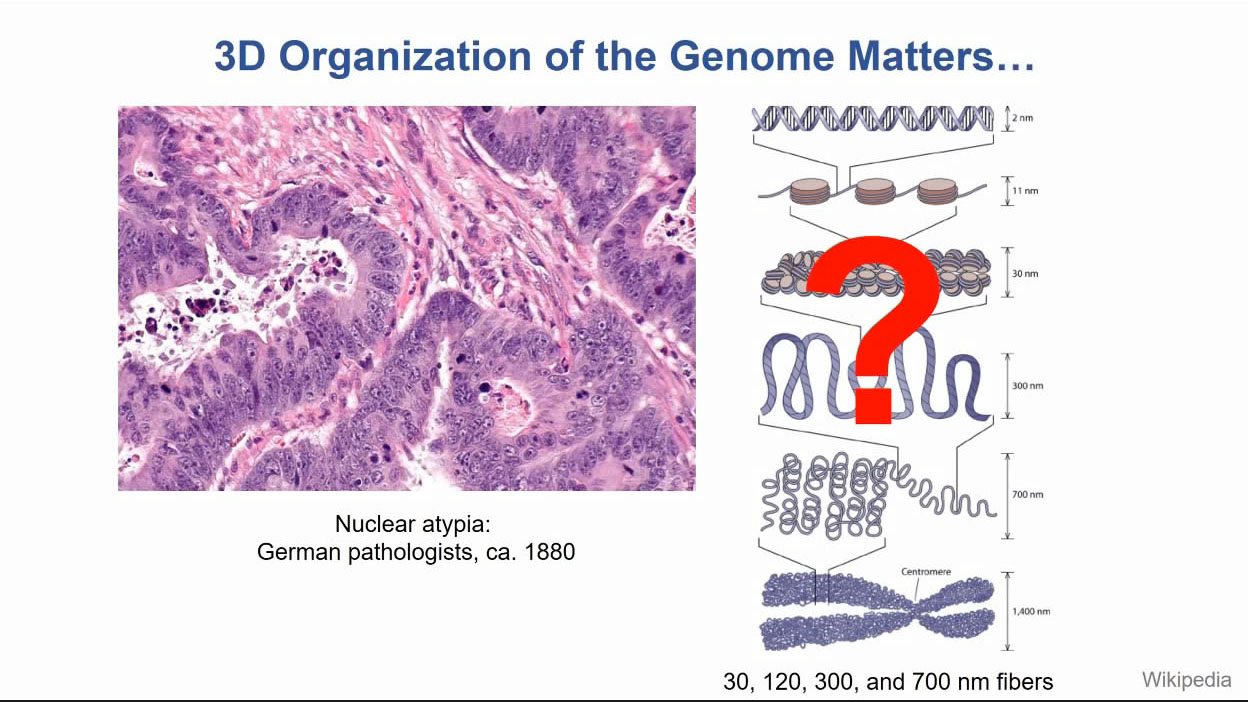 3D Organization of the Genome Matters…
2 nm
11 nm
30 nm
?
300 nm
700 nm
Centromere
1,400 nm
Nuclear atypia:
German pathologists, ca. 1880
30, 120, 300, and 700 nm fibers
Wikipedia